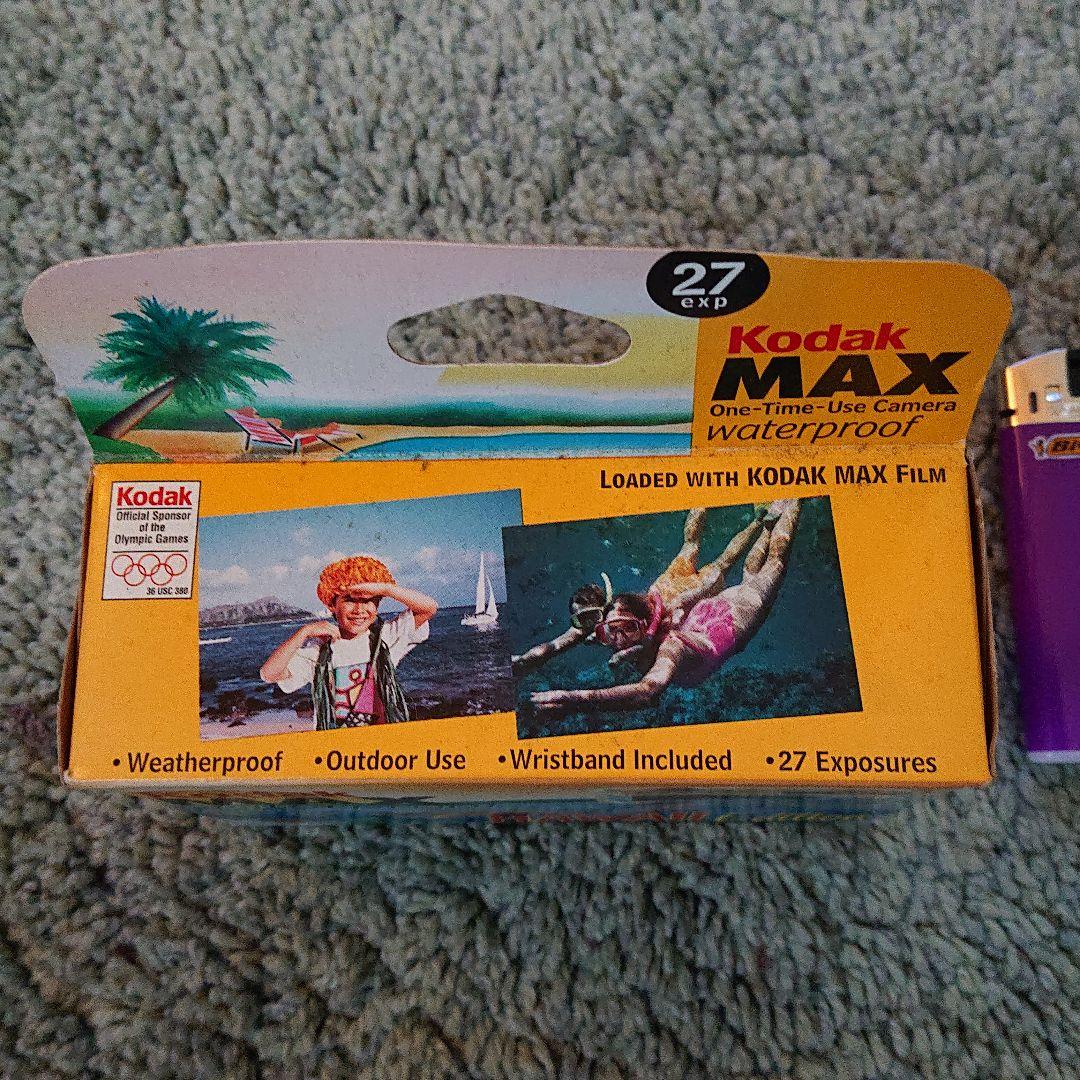 27
exp
Kodak
MAX
One-Time-Use Camera
waterproof
LOADED WITH KODAK MAX FILM
Kodak
Official Sponsor
of the
Olympic Games
36 USC 380
• Weatherproof • Outdoor Use • Wristband Included • 27 Exposures